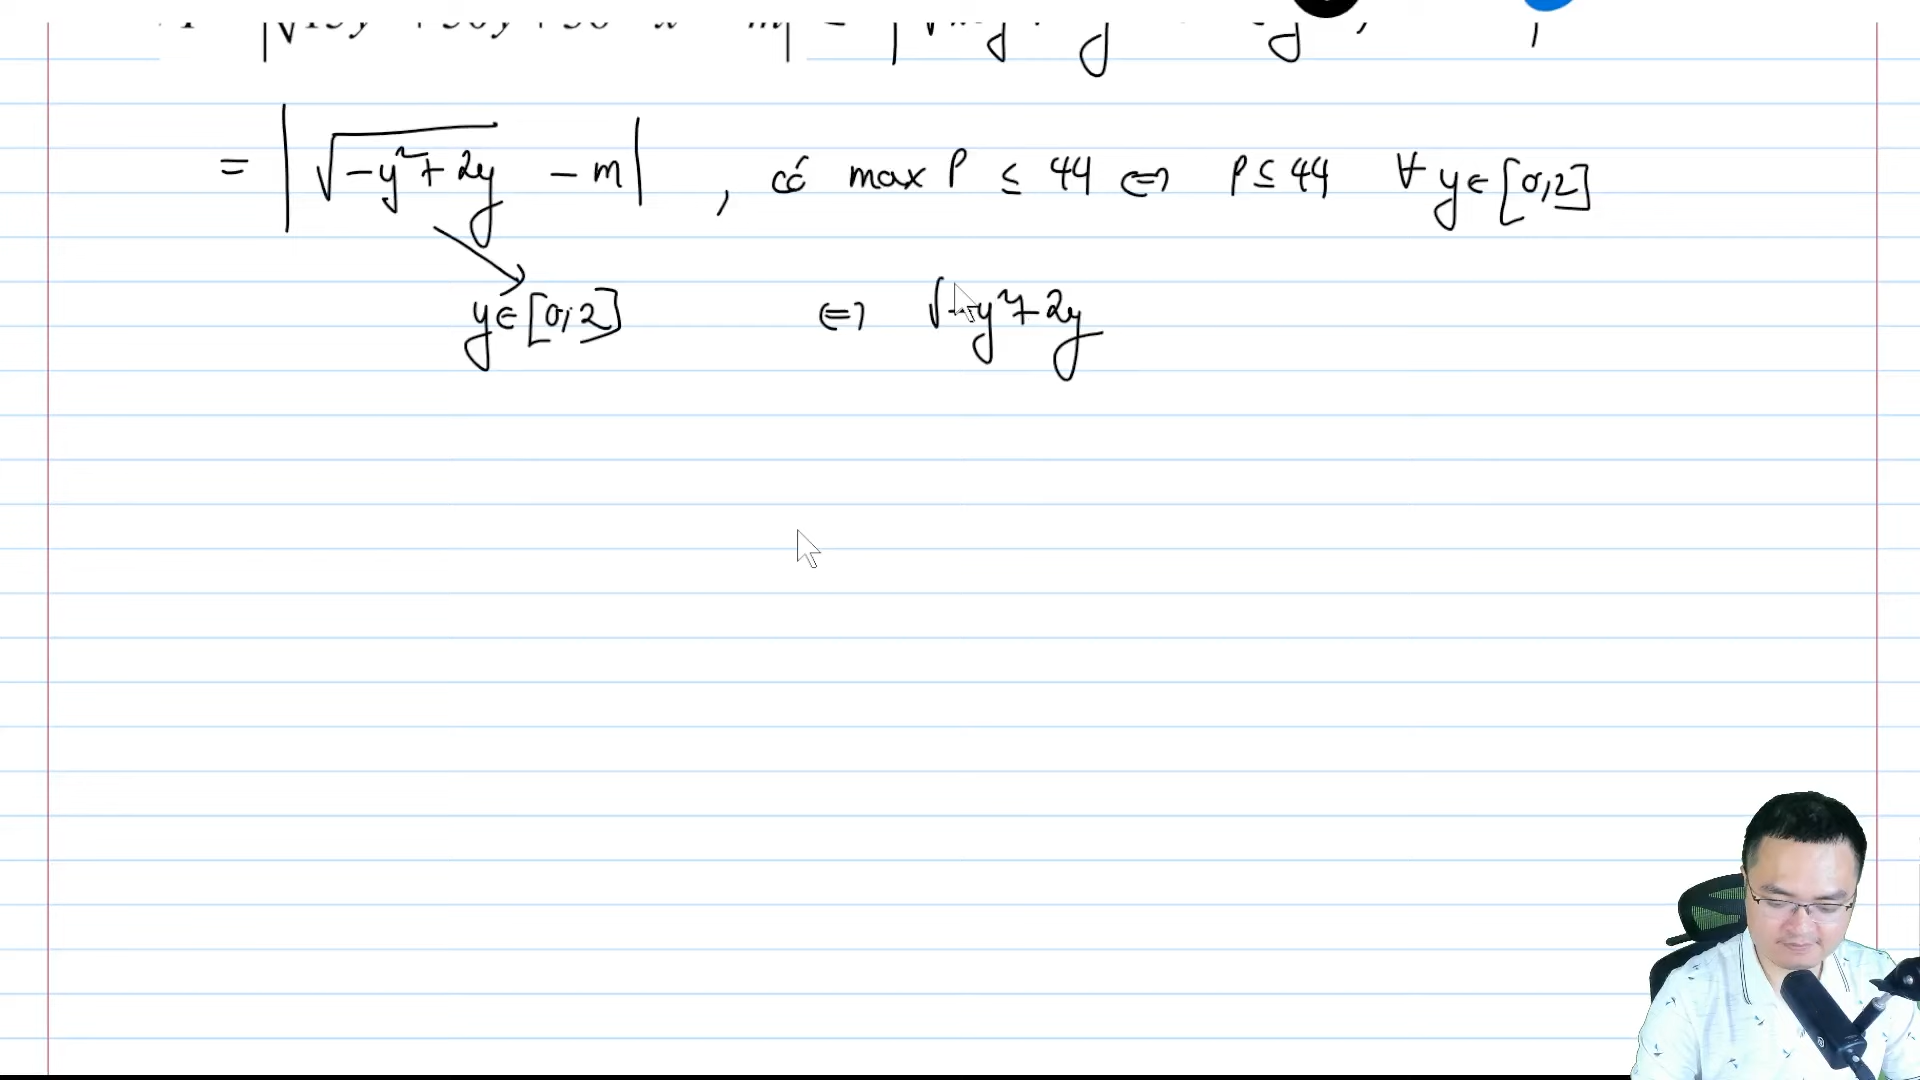 = | √(-y²+2y) - m | , có max P ≤ 44 ⇔ P ≤ 44 ∀ y ∈ [0,2]
y ∈ [0;2] ⇔ √-y²+2y